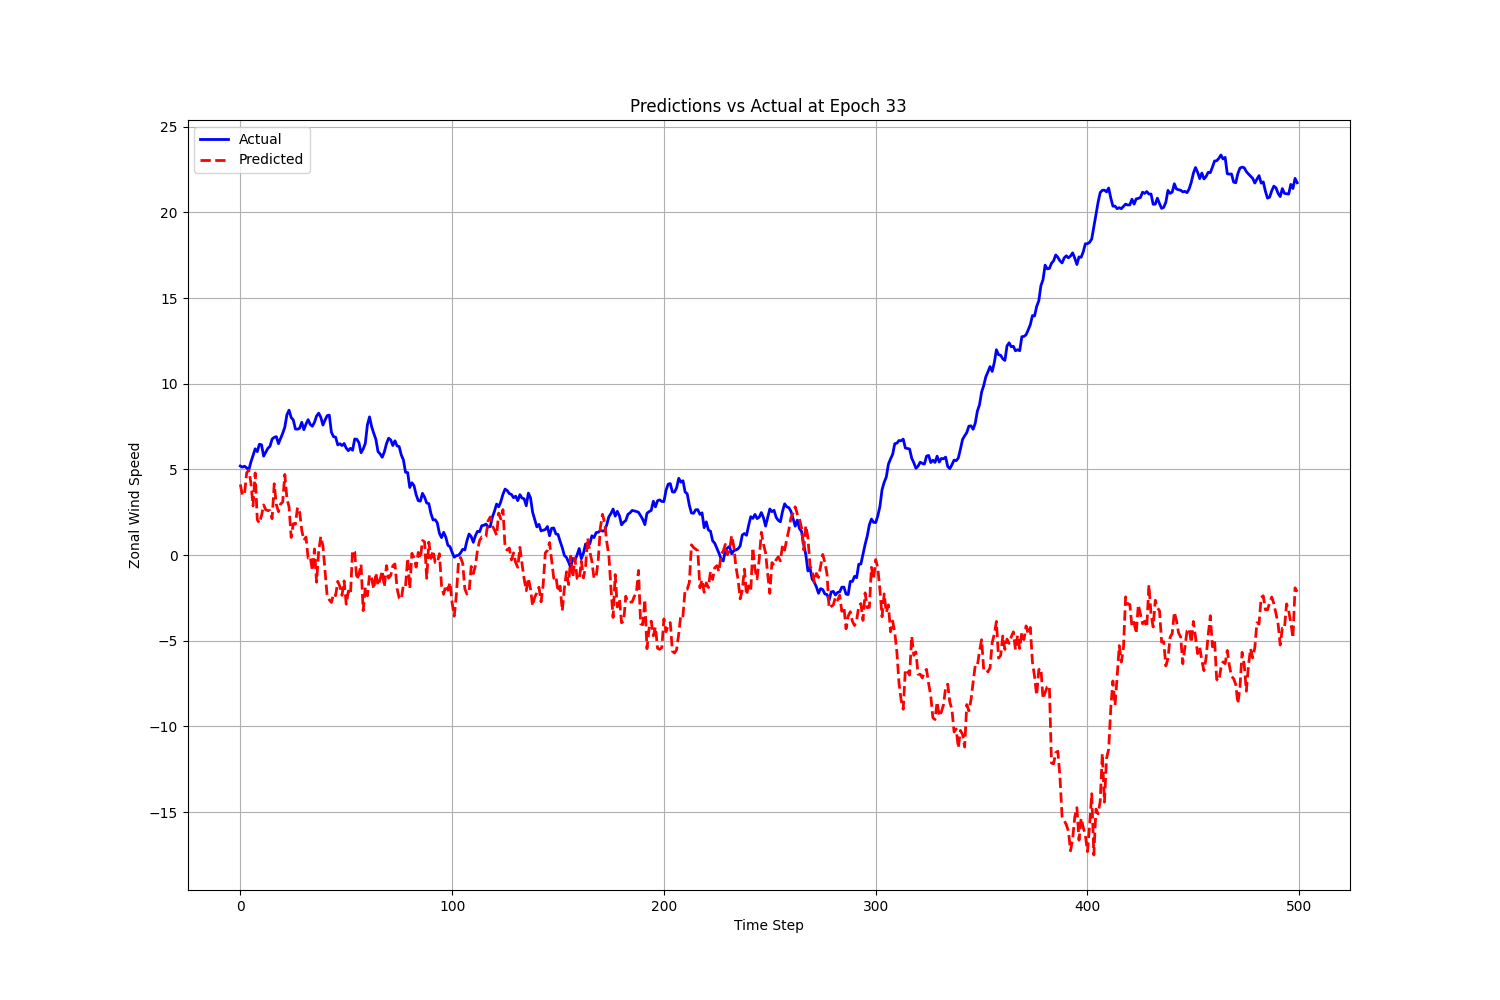 Predictions vs Actual at Epoch 33
Actual
Predicted
Zonal Wind Speed
25
20
15
10
5
0
−5
−10
−15
0 100 200 300 400 500
Time Step